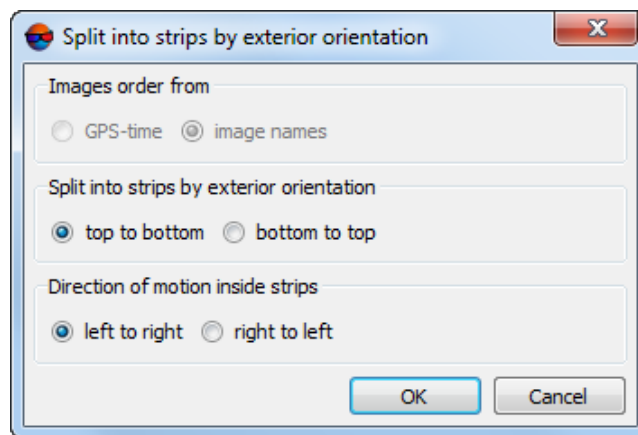 Split into strips by exterior orientation
Images order from
GPS-time image names
Split into strips by exterior orientation
top to bottom bottom to top
Direction of motion inside strips
left to right right to left
OK Cancel